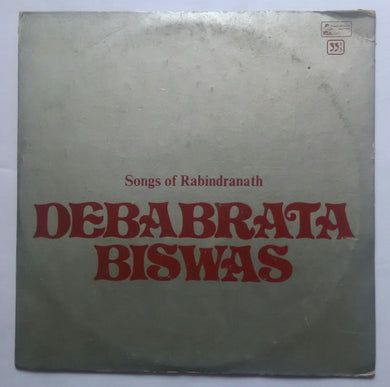 33⅓
Songs of Rabindranath
DEBABRATA
BISWAS